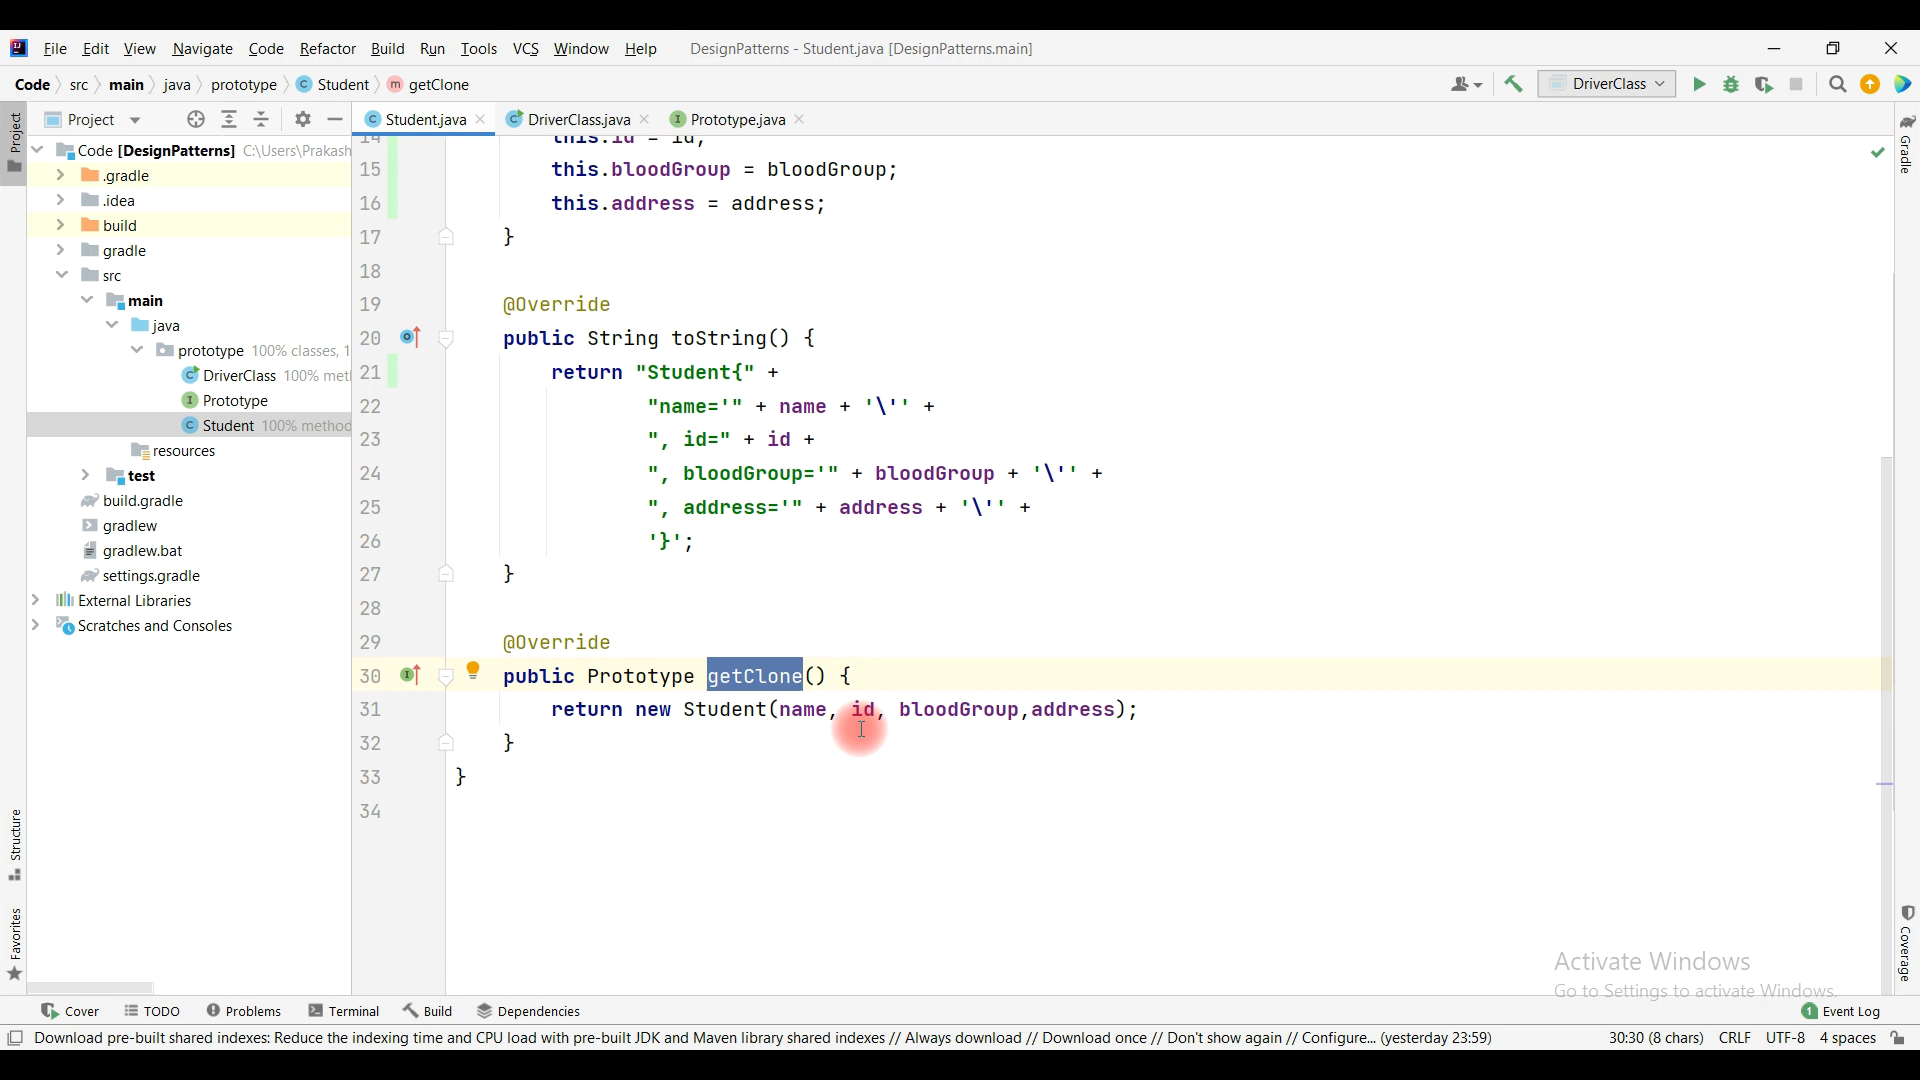 File Edit View Navigate Code Refactor Build Run Tools VCS Window Help DesignPatterns - Student.java [DesignPatterns.main]
Code src main java prototype Student getClone DriverClass
Project Student.java DriverClass.java Prototype.java
Code [DesignPatterns] C:\Users\Prakash
.gradle
.idea
build
gradle
src
main
java
prototype 100% classes, 1
DriverClass 100% met
Prototype
Student 100% method
resources
test
build.gradle
gradlew
gradlew.bat
settings.gradle
External Libraries
Scratches and Consoles
Project
Structure
Favorites
14 this.id = id;
15 this.bloodGroup = bloodGroup;
16 this.address = address;
17 }
18
19 @Override
20 public String toString() {
21 return "Student{" +
22 "name='" + name + '\'' +
23 ", id=" + id +
24 ", bloodGroup='" + bloodGroup + '\'' +
25 ", address='" + address + '\'' +
26 '}';
27 }
28
29 @Override
30 public Prototype getClone() {
31 return new Student(name, id, bloodGroup,address);
32 }
33 }
34
Gradle
Coverage
Activate Windows
Go to Settings to activate Windows.
Cover TODO Problems Terminal Build Dependencies 1 Event Log
Download pre-built shared indexes: Reduce the indexing time and CPU load with pre-built JDK and Maven library shared indexes // Always download // Download once // Don't show again // Configure... (yesterday 23:59) 30:30 (8 chars) CRLF UTF-8 4 spaces